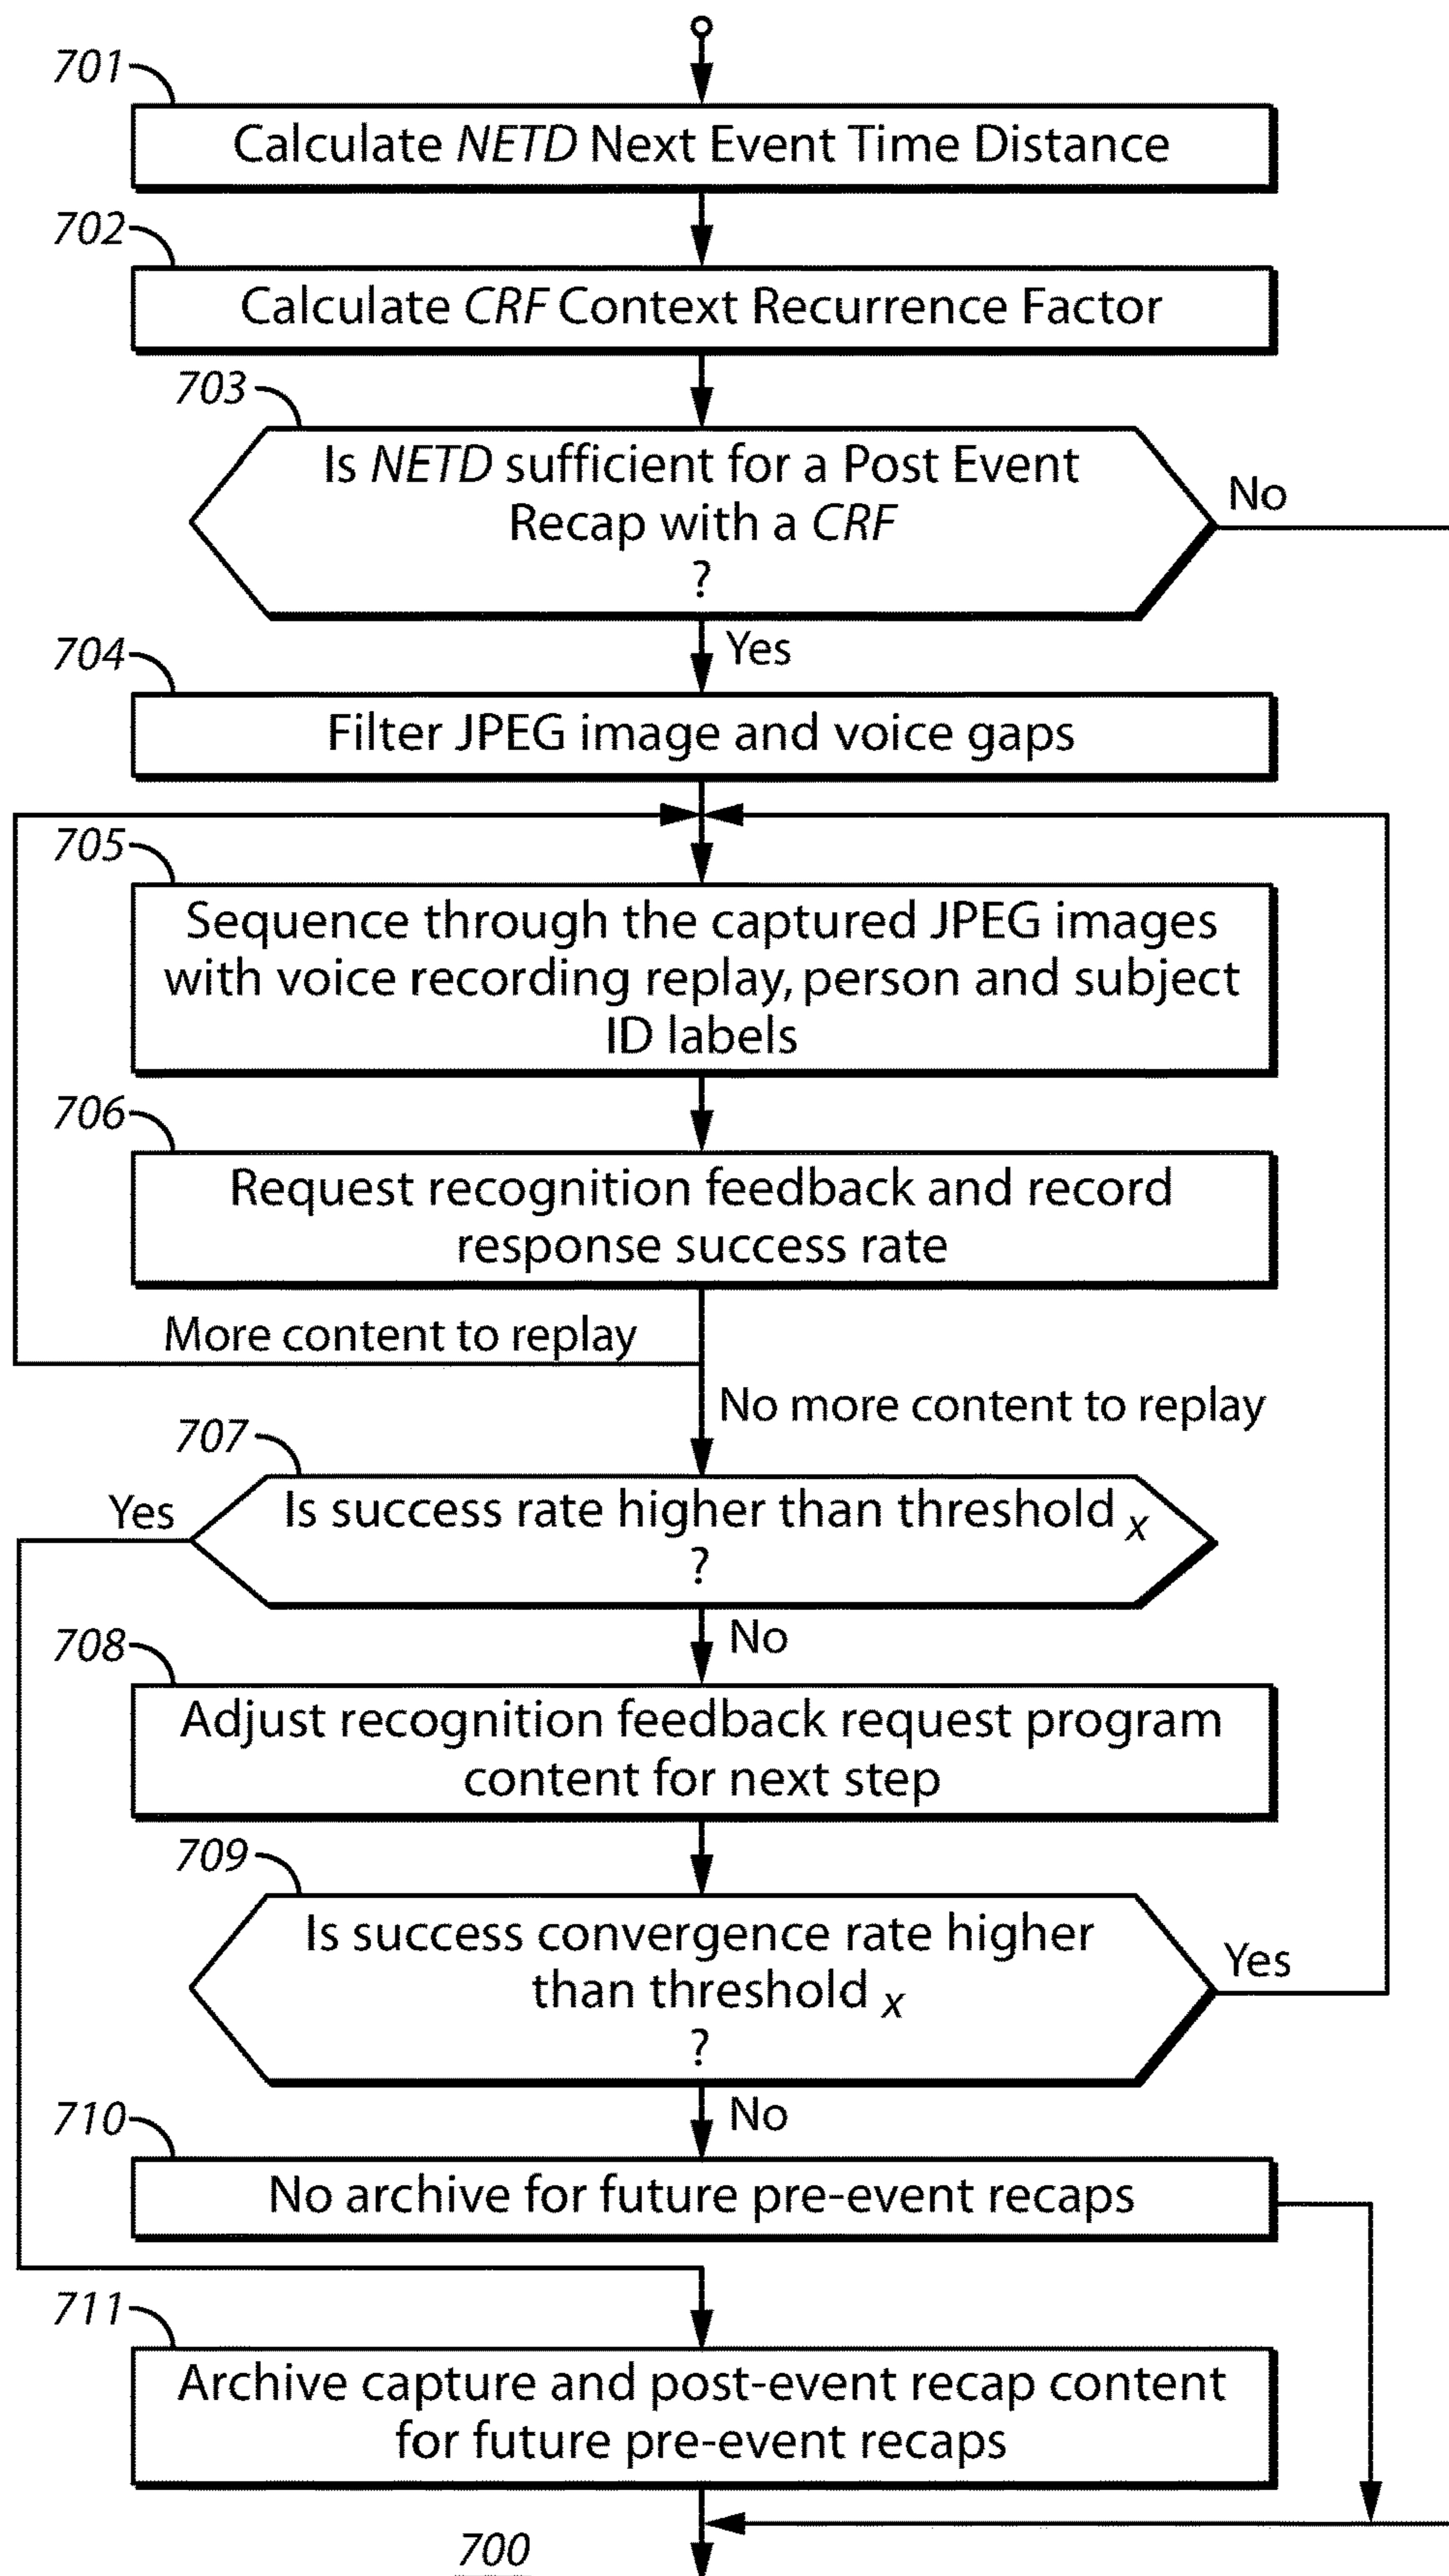 701
Calculate NETD Next Event Time Distance
702
Calculate CRF Context Recurrence Factor
703
Is NETD sufficient for a Post Event
Recap with a CRF
?
No
Yes
704
Filter JPEG image and voice gaps
705
Sequence through the captured JPEG images
with voice recording replay, person and subject
ID labels
706
Request recognition feedback and record
response success rate
More content to replay
No more content to replay
707
Is success rate higher than threshold x
?
Yes
No
708
Adjust recognition feedback request program
content for next step
709
Is success convergence rate higher
than threshold x
?
Yes
No
710
No archive for future pre-event recaps
711
Archive capture and post-event recap content
for future pre-event recaps
700